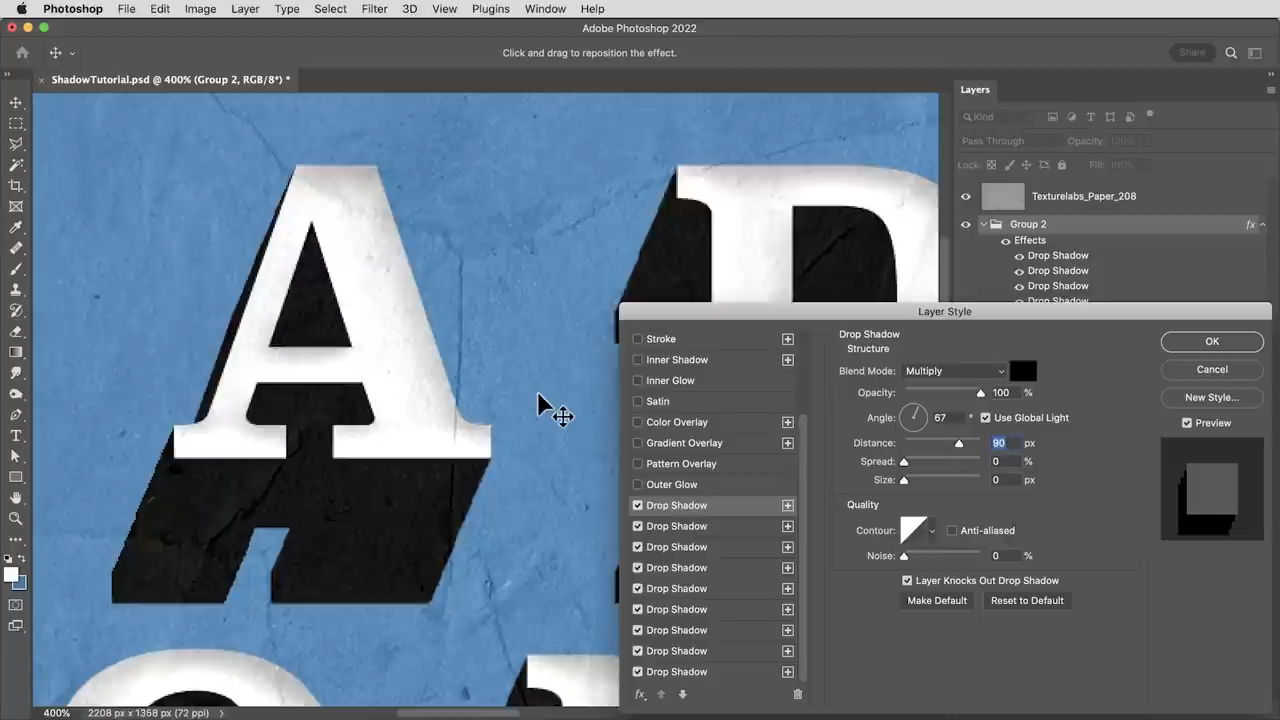 Photoshop File Edit Image Layer Type Select Filter 3D View Plugins Window Help
Adobe Photoshop 2022
Click and drag to reposition the effect.
Share
ShadowTutorial.psd @ 400% (Group 2, RGB/8*) *
Layers
Kind
Pass Through Opacity: 100%
Lock: Fill: 100%
Texturelabs_Paper_208
Group 2 fx
Effects
Drop Shadow
Drop Shadow
Drop Shadow
Drop Shadow
A
Layer Style
Stroke
Inner Shadow
Inner Glow
Satin
Color Overlay
Gradient Overlay
Pattern Overlay
Outer Glow
Drop Shadow
Drop Shadow
Drop Shadow
Drop Shadow
Drop Shadow
Drop Shadow
Drop Shadow
Drop Shadow
Drop Shadow
fx
Drop Shadow
Structure
Blend Mode: Multiply
Opacity: 100 %
Angle: 67 ° Use Global Light
Distance: 90 px
Spread: 0 %
Size: 0 px
Quality
Contour: Anti-aliased
Noise: 0 %
Layer Knocks Out Drop Shadow
Make Default Reset to Default
OK
Cancel
New Style...
Preview
400% 2208 px x 1358 px (72 ppi)